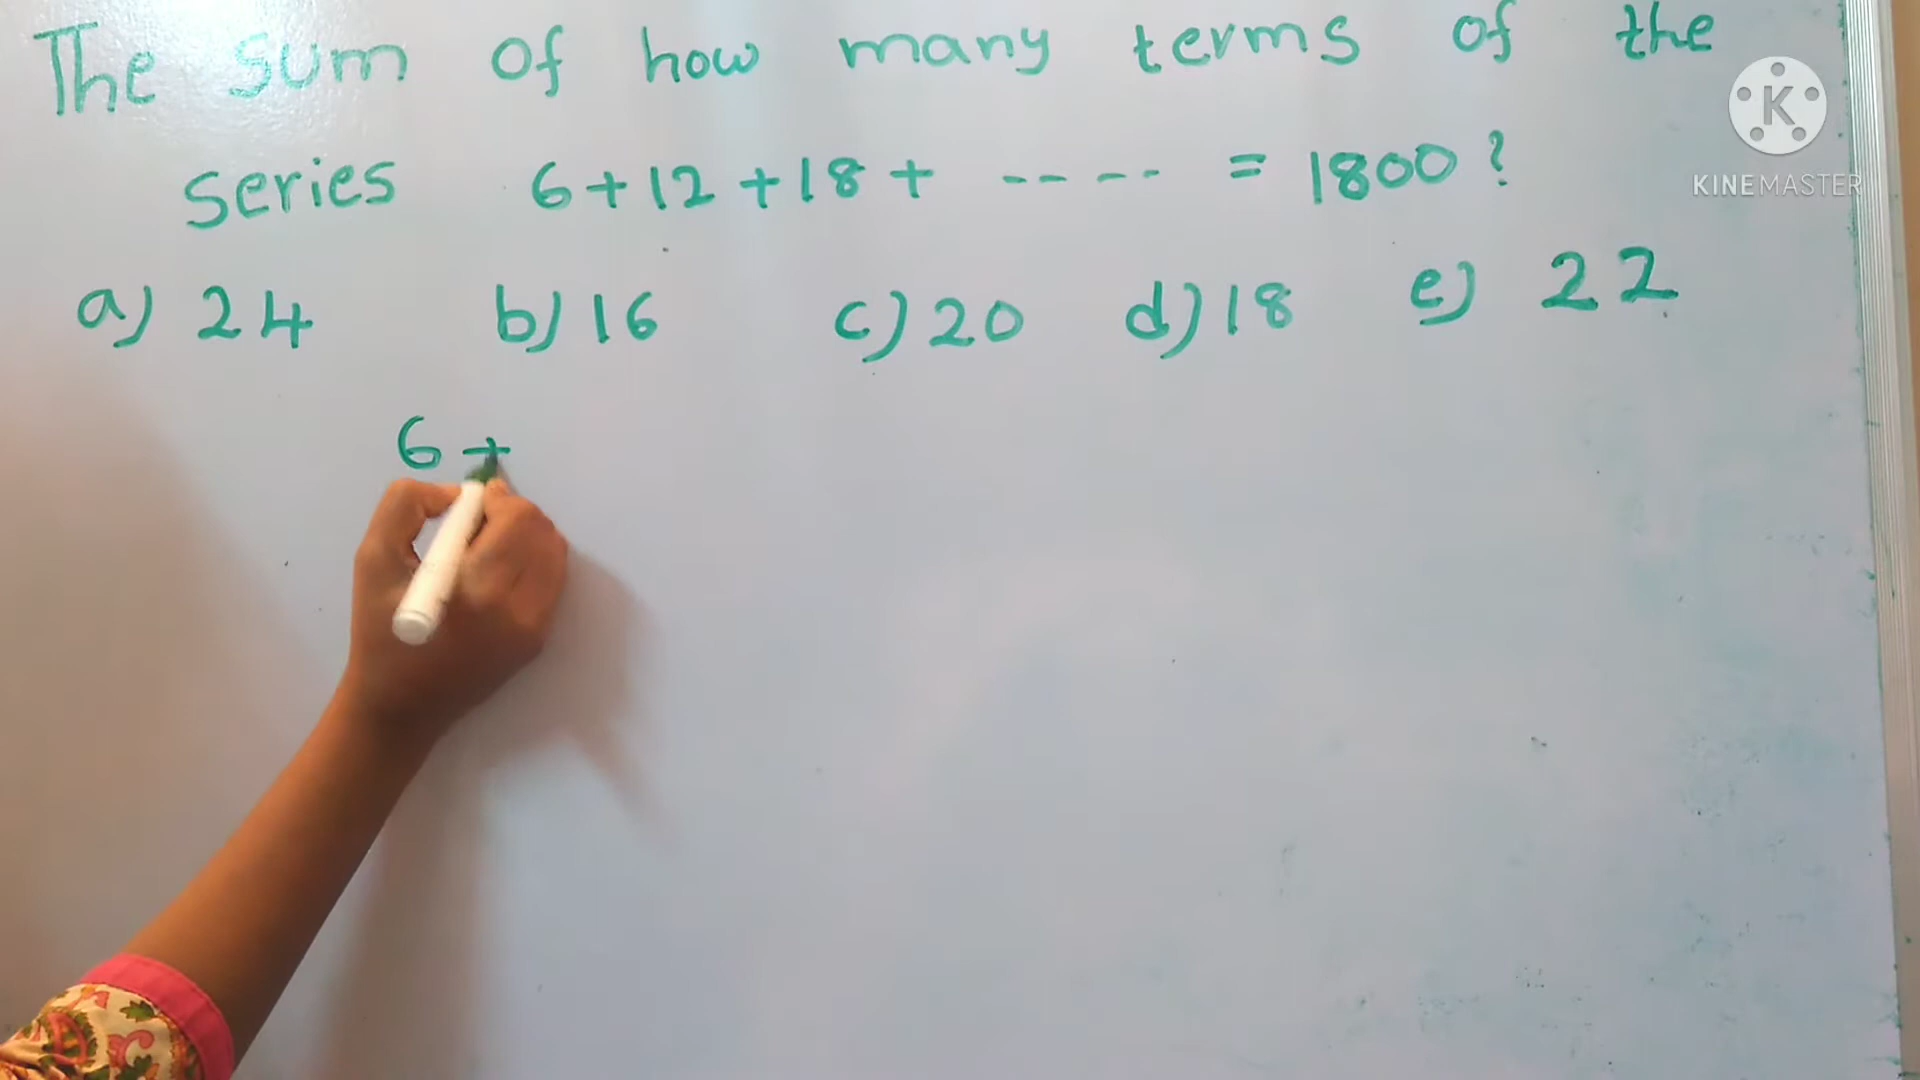 The sum of how many terms of the
series 6+12+18+ ---- = 1800?
a) 24 b) 16 c) 20 d) 18 e) 22
6 +
K
KINEMASTER